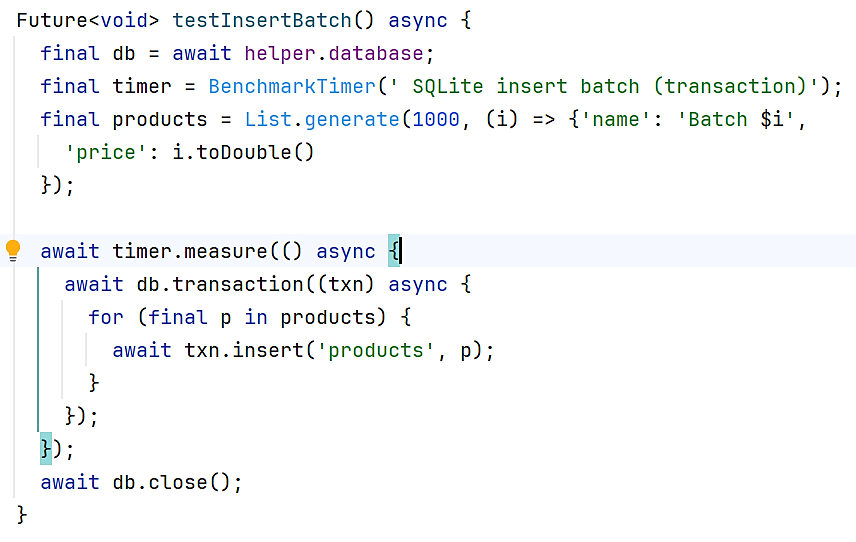 Future<void> testInsertBatch() async {
  final db = await helper.database;
  final timer = BenchmarkTimer(' SQLite insert batch (transaction)');
  final products = List.generate(1000, (i) => {'name': 'Batch $i',
    'price': i.toDouble()
  });
  await timer.measure(() async {
    await db.transaction((txn) async {
      for (final p in products) {
        await txn.insert('products', p);
      }
    });
  });
  await db.close();
}